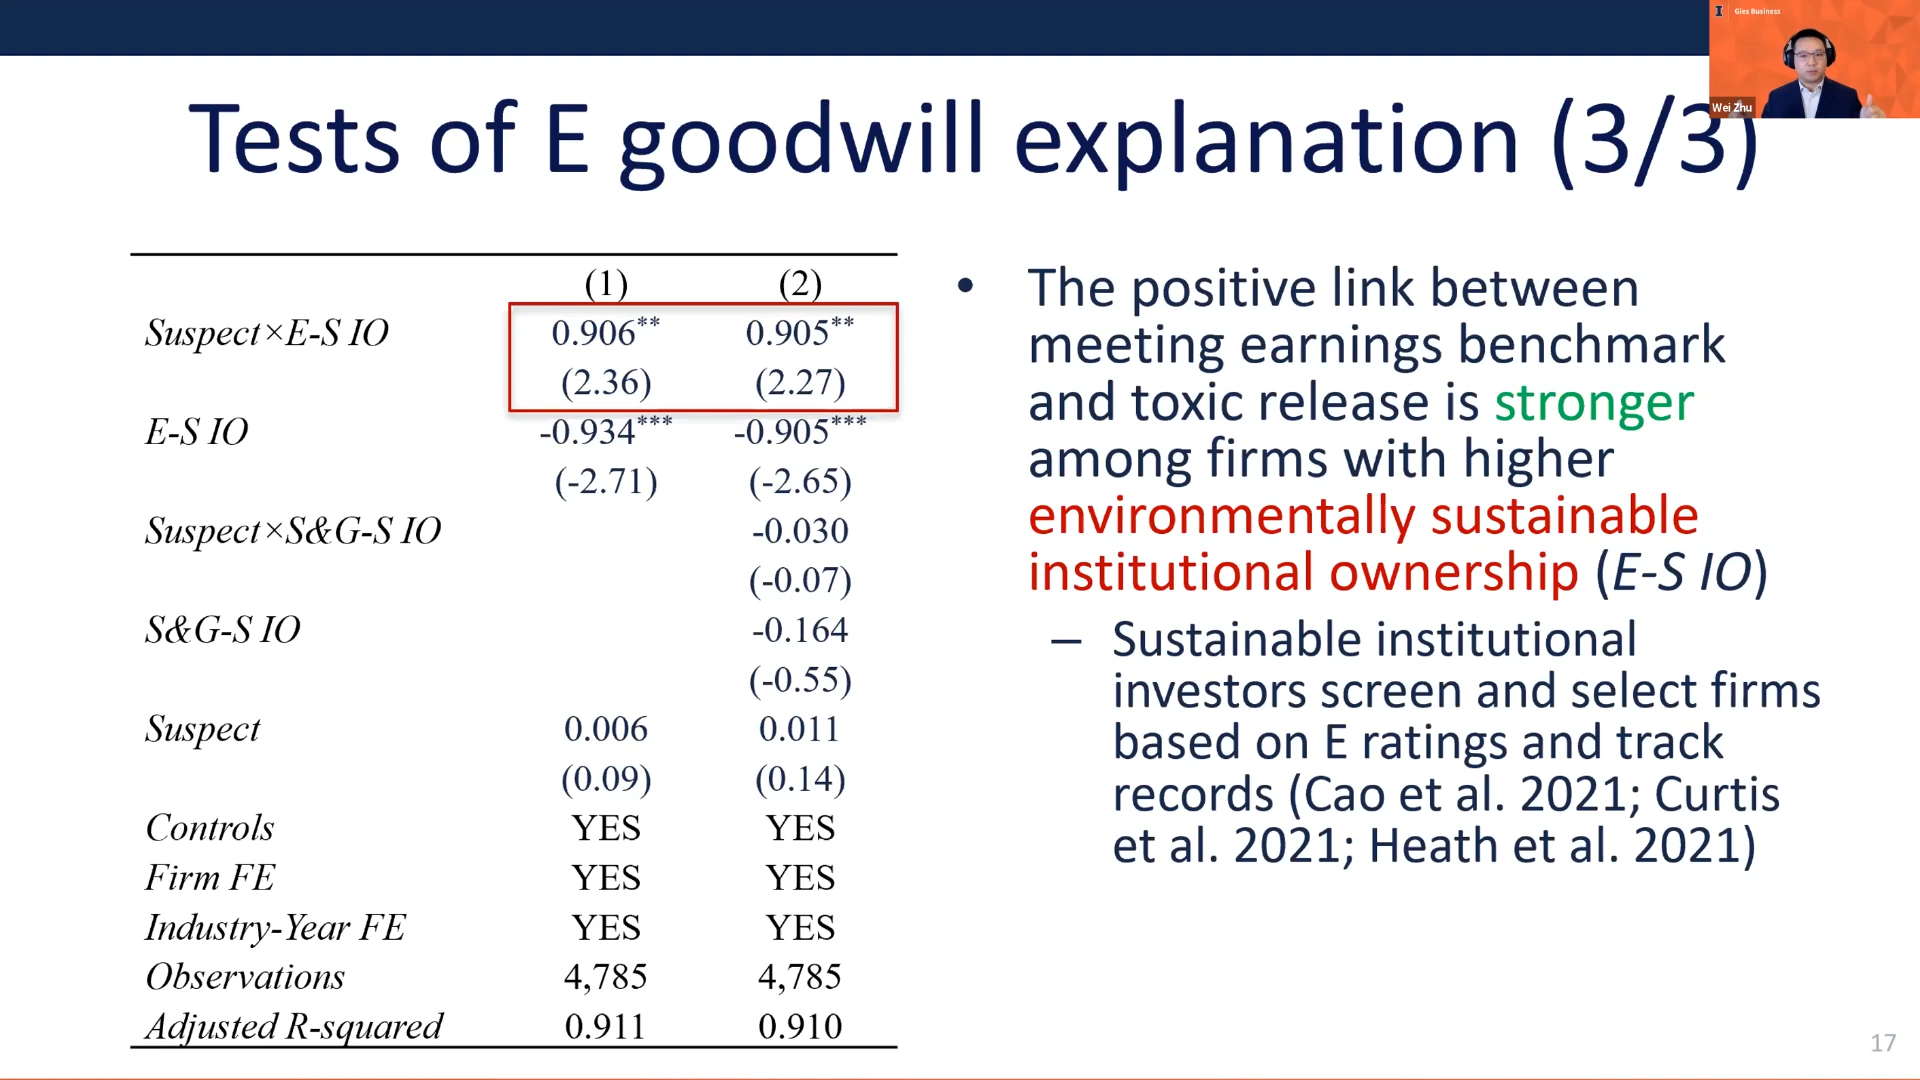 Gies Business
Wei Zhu
Tests of E goodwill explanation (3/3)
(1) (2)
Suspect×E-S IO 0.906** 0.905**
(2.36) (2.27)
E-S IO -0.934*** -0.905***
(-2.71) (-2.65)
Suspect×S&G-S IO -0.030
(-0.07)
S&G-S IO -0.164
(-0.55)
Suspect 0.006 0.011
(0.09) (0.14)
Controls YES YES
Firm FE YES YES
Industry-Year FE YES YES
Observations 4,785 4,785
Adjusted R-squared 0.911 0.910
• The positive link between
meeting earnings benchmark
and toxic release is stronger
among firms with higher
environmentally sustainable
institutional ownership (E-S IO)
– Sustainable institutional
investors screen and select firms
based on E ratings and track
records (Cao et al. 2021; Curtis
et al. 2021; Heath et al. 2021)
17